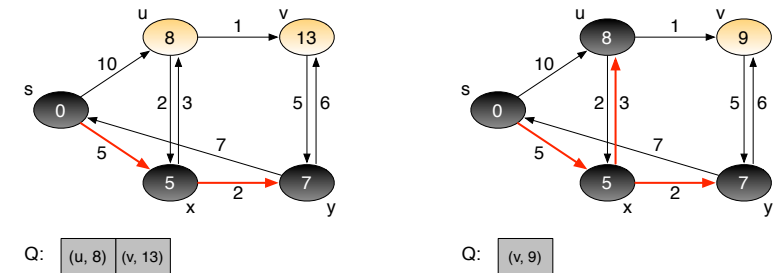 u v u v
8 1 13 8 1 9
10 10
s 2 3 5 6 s 2 3 5 6
0 0
7 7
5 5
5 2 7 5 2 7
x y x y
Q: (u, 8) (v, 13) Q: (v, 9)